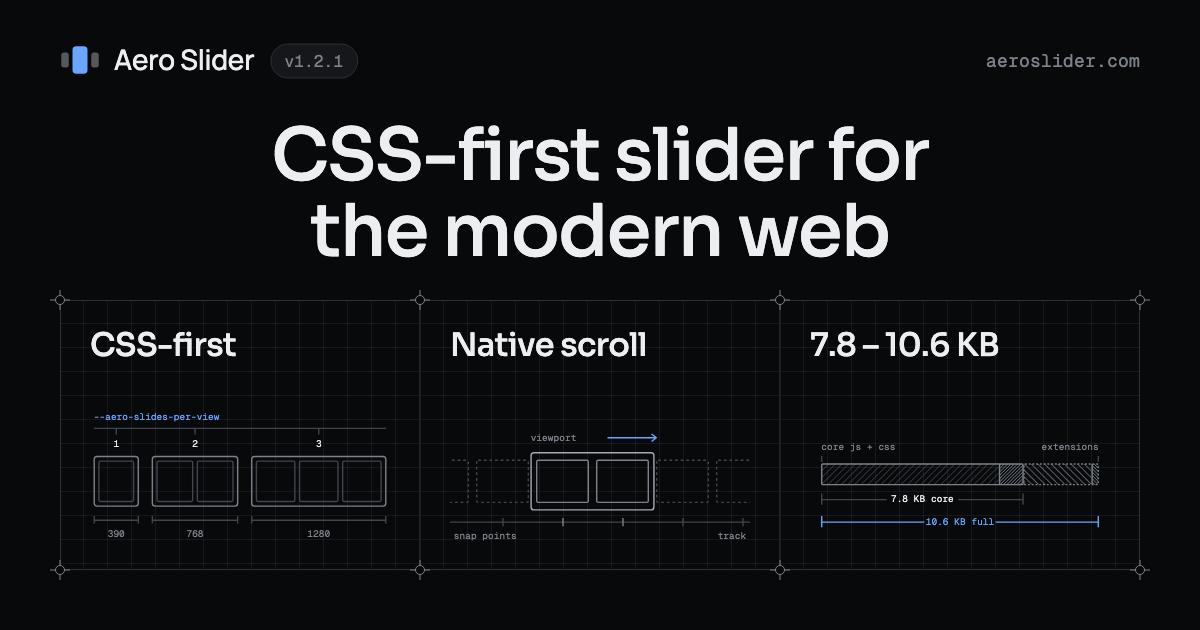 Aero Slider
v1.2.1
aeroslider.com
CSS-first slider for
the modern web
CSS-first
--aero-slides-per-view
1 2 3
390 768 1280
Native scroll
viewport
snap points track
7.8 – 10.6 KB
core js + css extensions
7.8 KB core
10.6 KB full